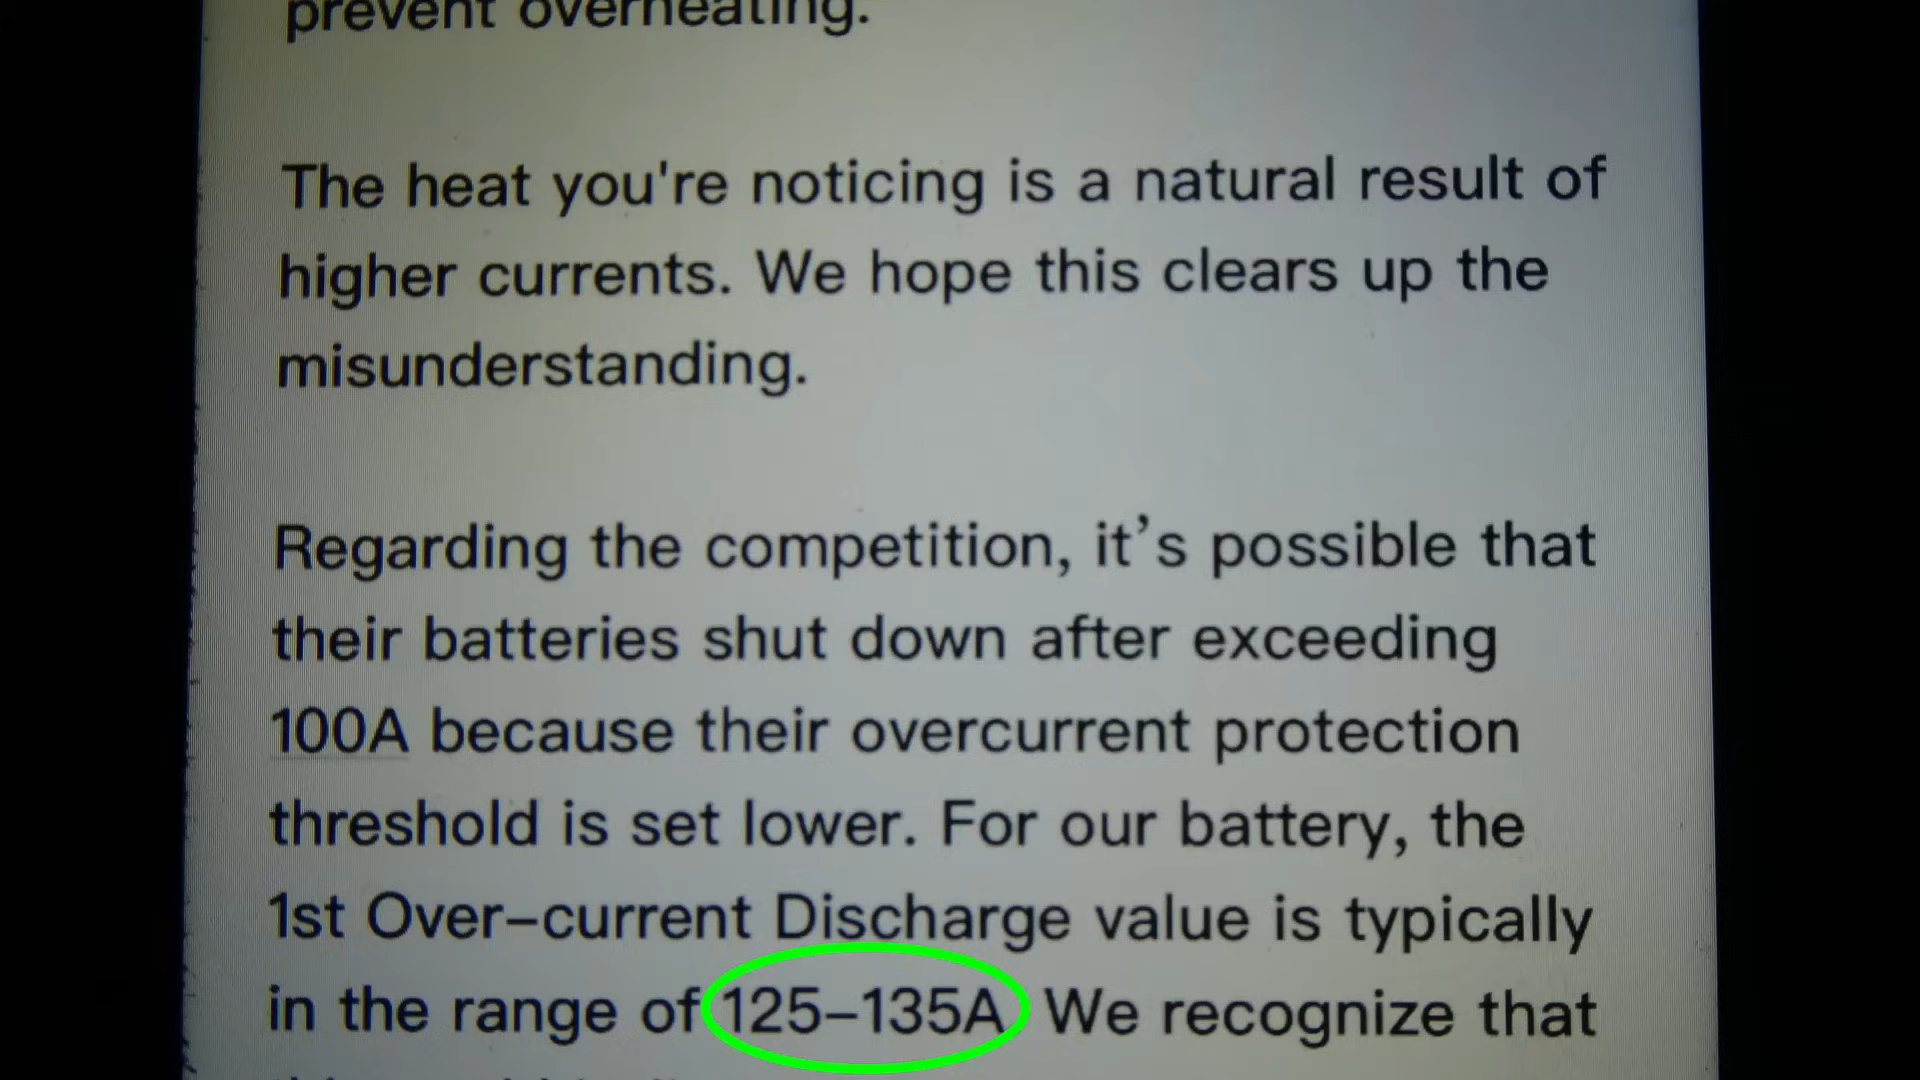 prevent overheating.
The heat you're noticing is a natural result of
higher currents. We hope this clears up the
misunderstanding.
Regarding the competition, it’s possible that
their batteries shut down after exceeding
100A because their overcurrent protection
threshold is set lower. For our battery, the
1st Over-current Discharge value is typically
in the range of 125–135A We recognize that